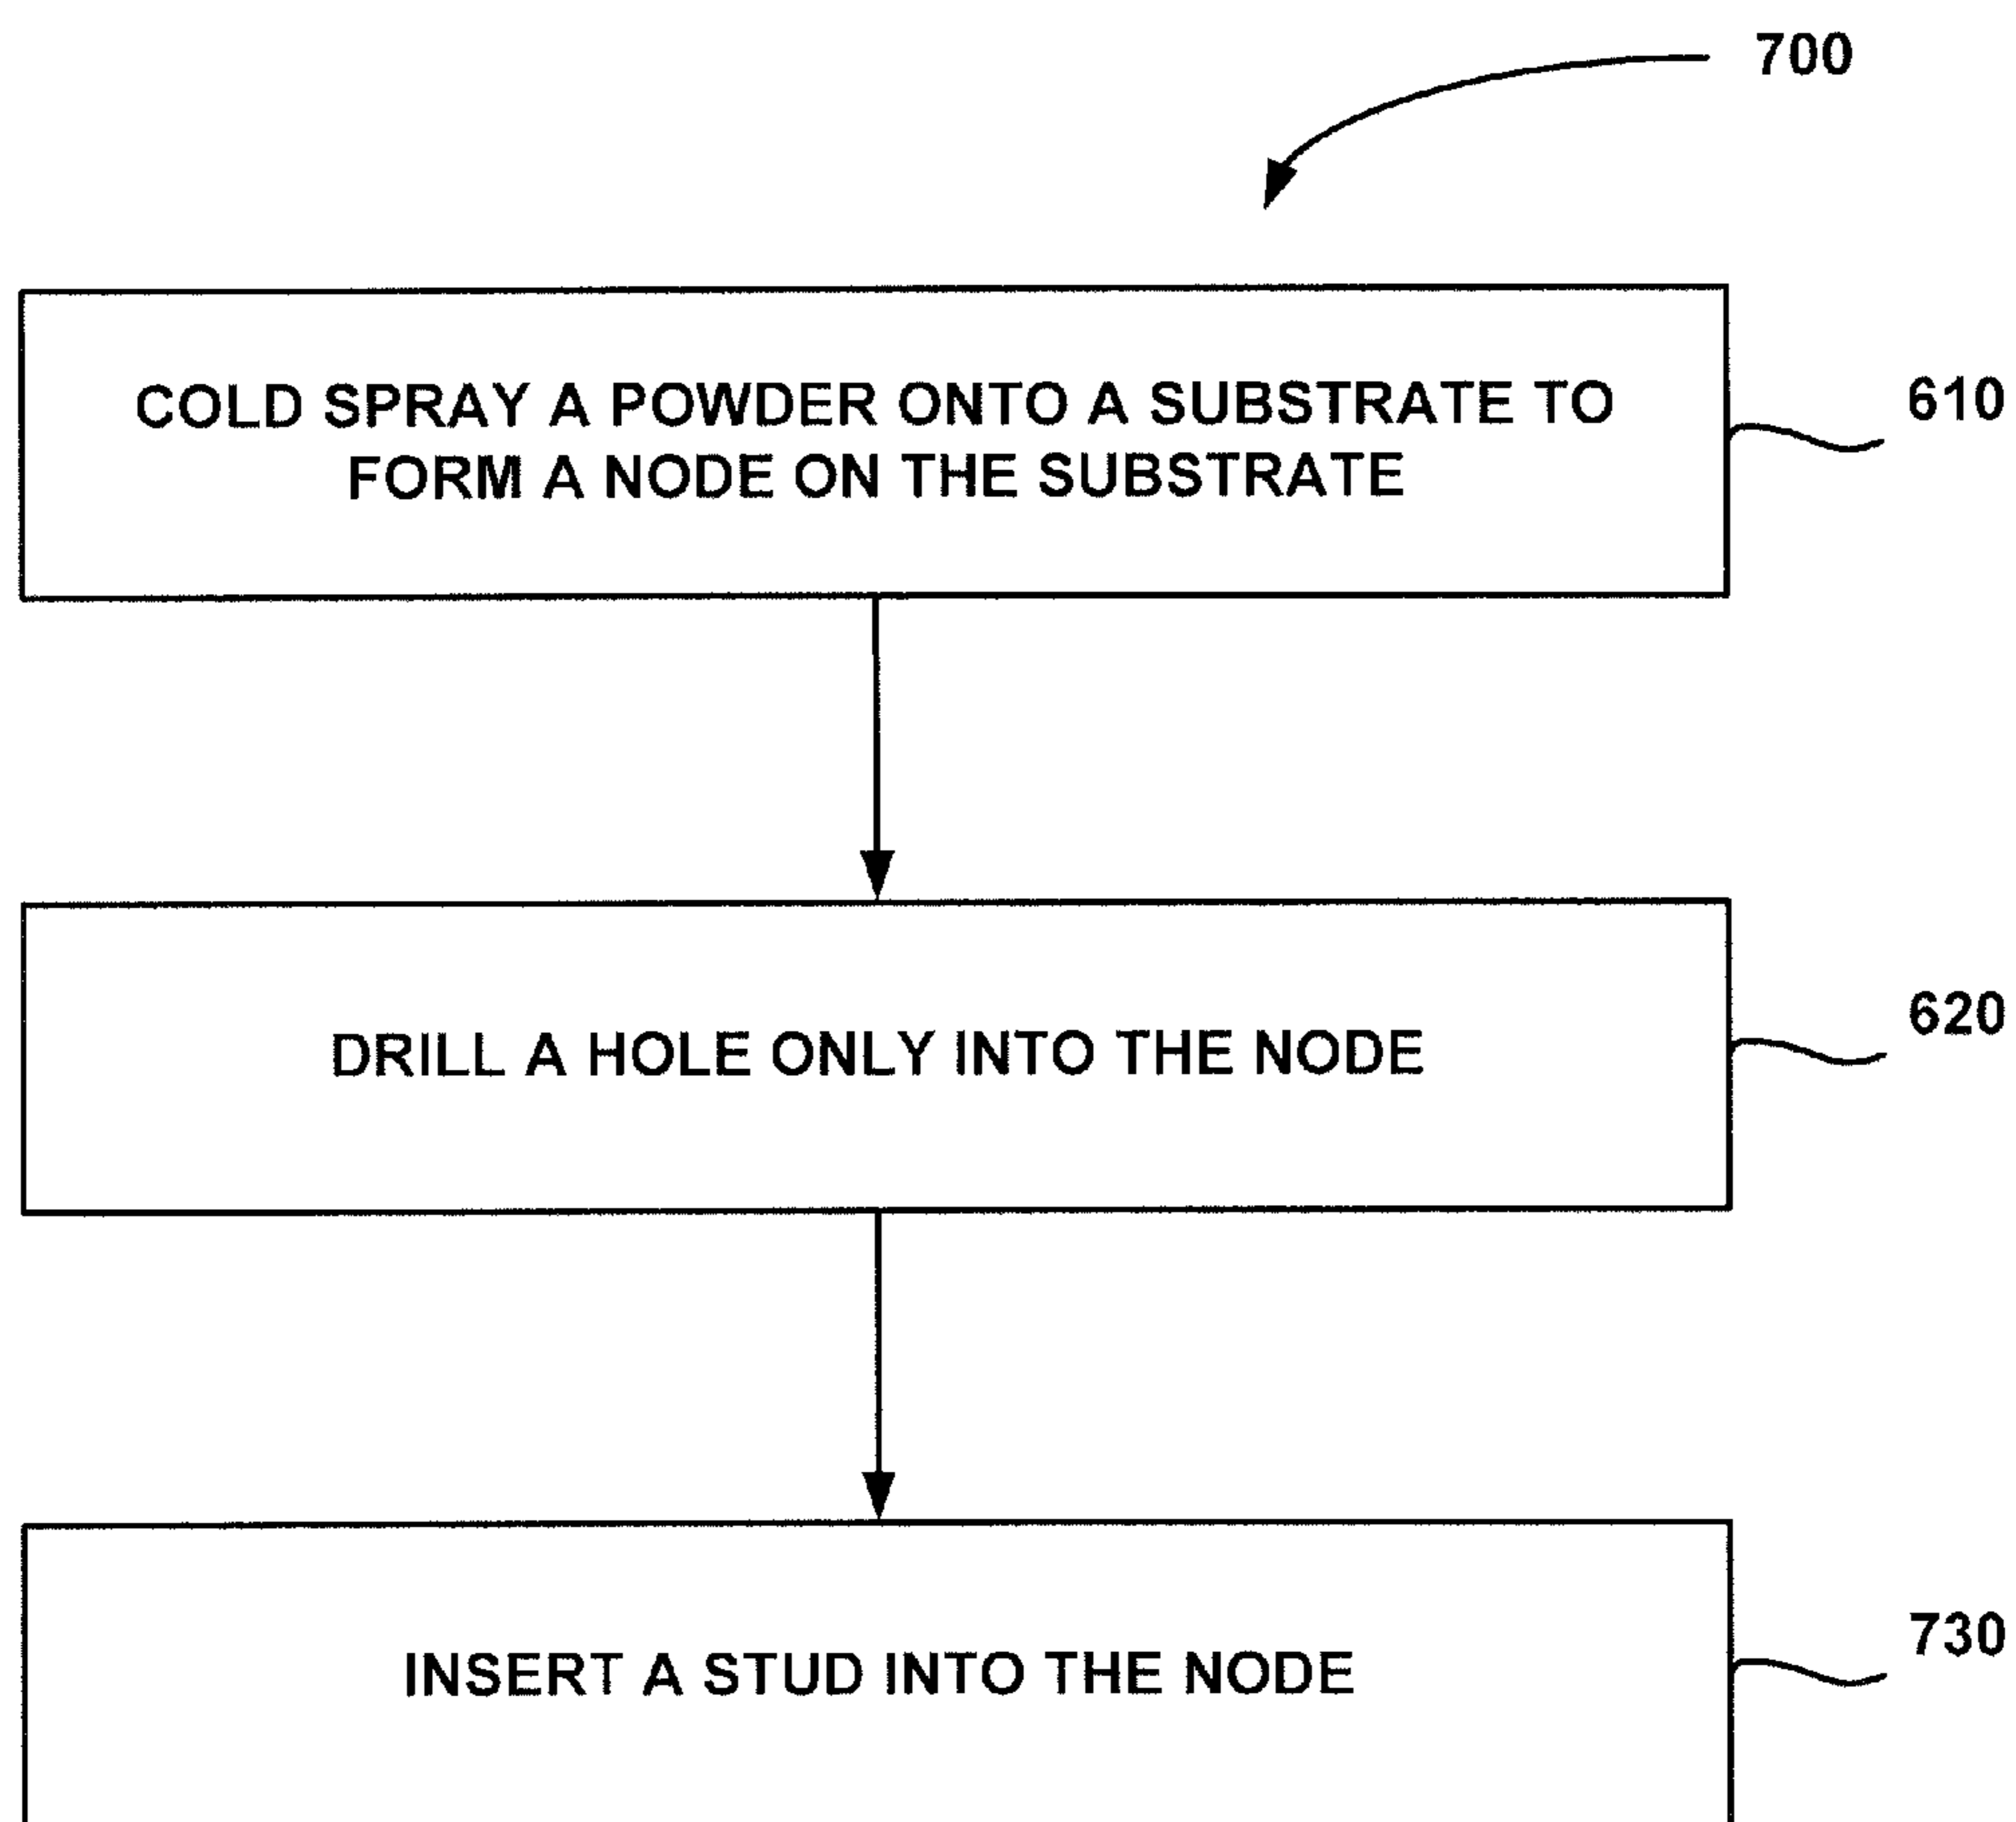 700
COLD SPRAY A POWDER ONTO A SUBSTRATE TO
FORM A NODE ON THE SUBSTRATE
610
DRILL A HOLE ONLY INTO THE NODE
620
INSERT A STUD INTO THE NODE
730